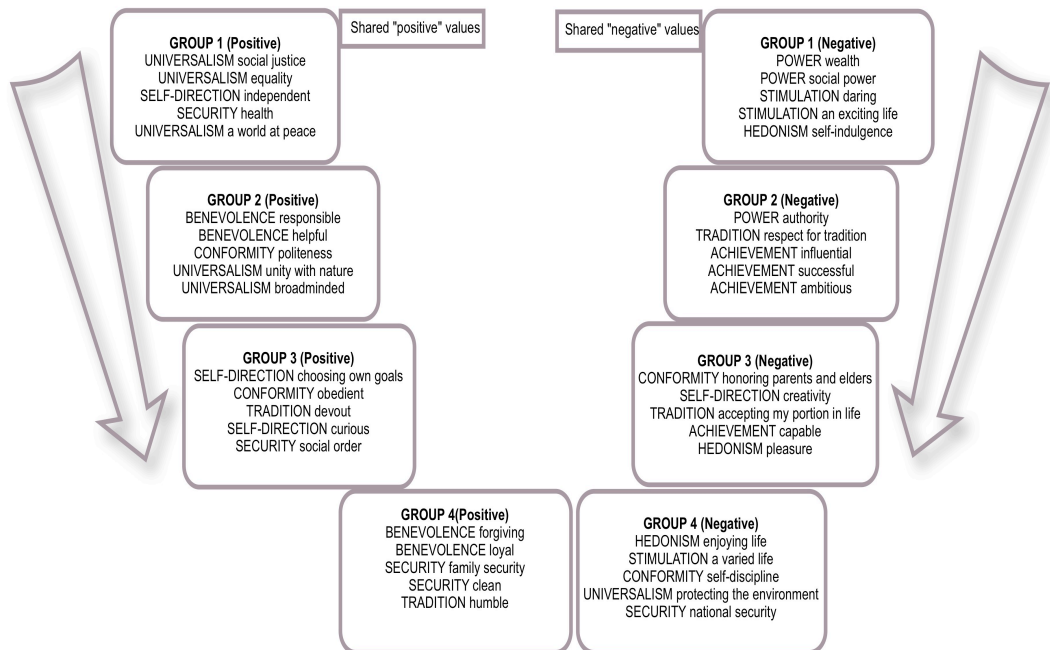 Shared "positive" values
GROUP 1 (Positive)
UNIVERSALISM social justice
UNIVERSALISM equality
SELF-DIRECTION independent
SECURITY health
UNIVERSALISM a world at peace
GROUP 2 (Positive)
BENEVOLENCE responsible
BENEVOLENCE helpful
CONFORMITY politeness
UNIVERSALISM unity with nature
UNIVERSALISM broadminded
GROUP 3 (Positive)
SELF-DIRECTION choosing own goals
CONFORMITY obedient
TRADITION devout
SELF-DIRECTION curious
SECURITY social order
GROUP 4(Positive)
BENEVOLENCE forgiving
BENEVOLENCE loyal
SECURITY family security
SECURITY clean
TRADITION humble
Shared "negative" values
GROUP 1 (Negative)
POWER wealth
POWER social power
STIMULATION daring
STIMULATION an exciting life
HEDONISM self-indulgence
GROUP 2 (Negative)
POWER authority
TRADITION respect for tradition
ACHIEVEMENT influential
ACHIEVEMENT successful
ACHIEVEMENT ambitious
GROUP 3 (Negative)
CONFORMITY honoring parents and elders
SELF-DIRECTION creativity
TRADITION accepting my portion in life
ACHIEVEMENT capable
HEDONISM pleasure
GROUP 4 (Negative)
HEDONISM enjoying life
STIMULATION a varied life
CONFORMITY self-discipline
UNIVERSALISM protecting the environment
SECURITY national security